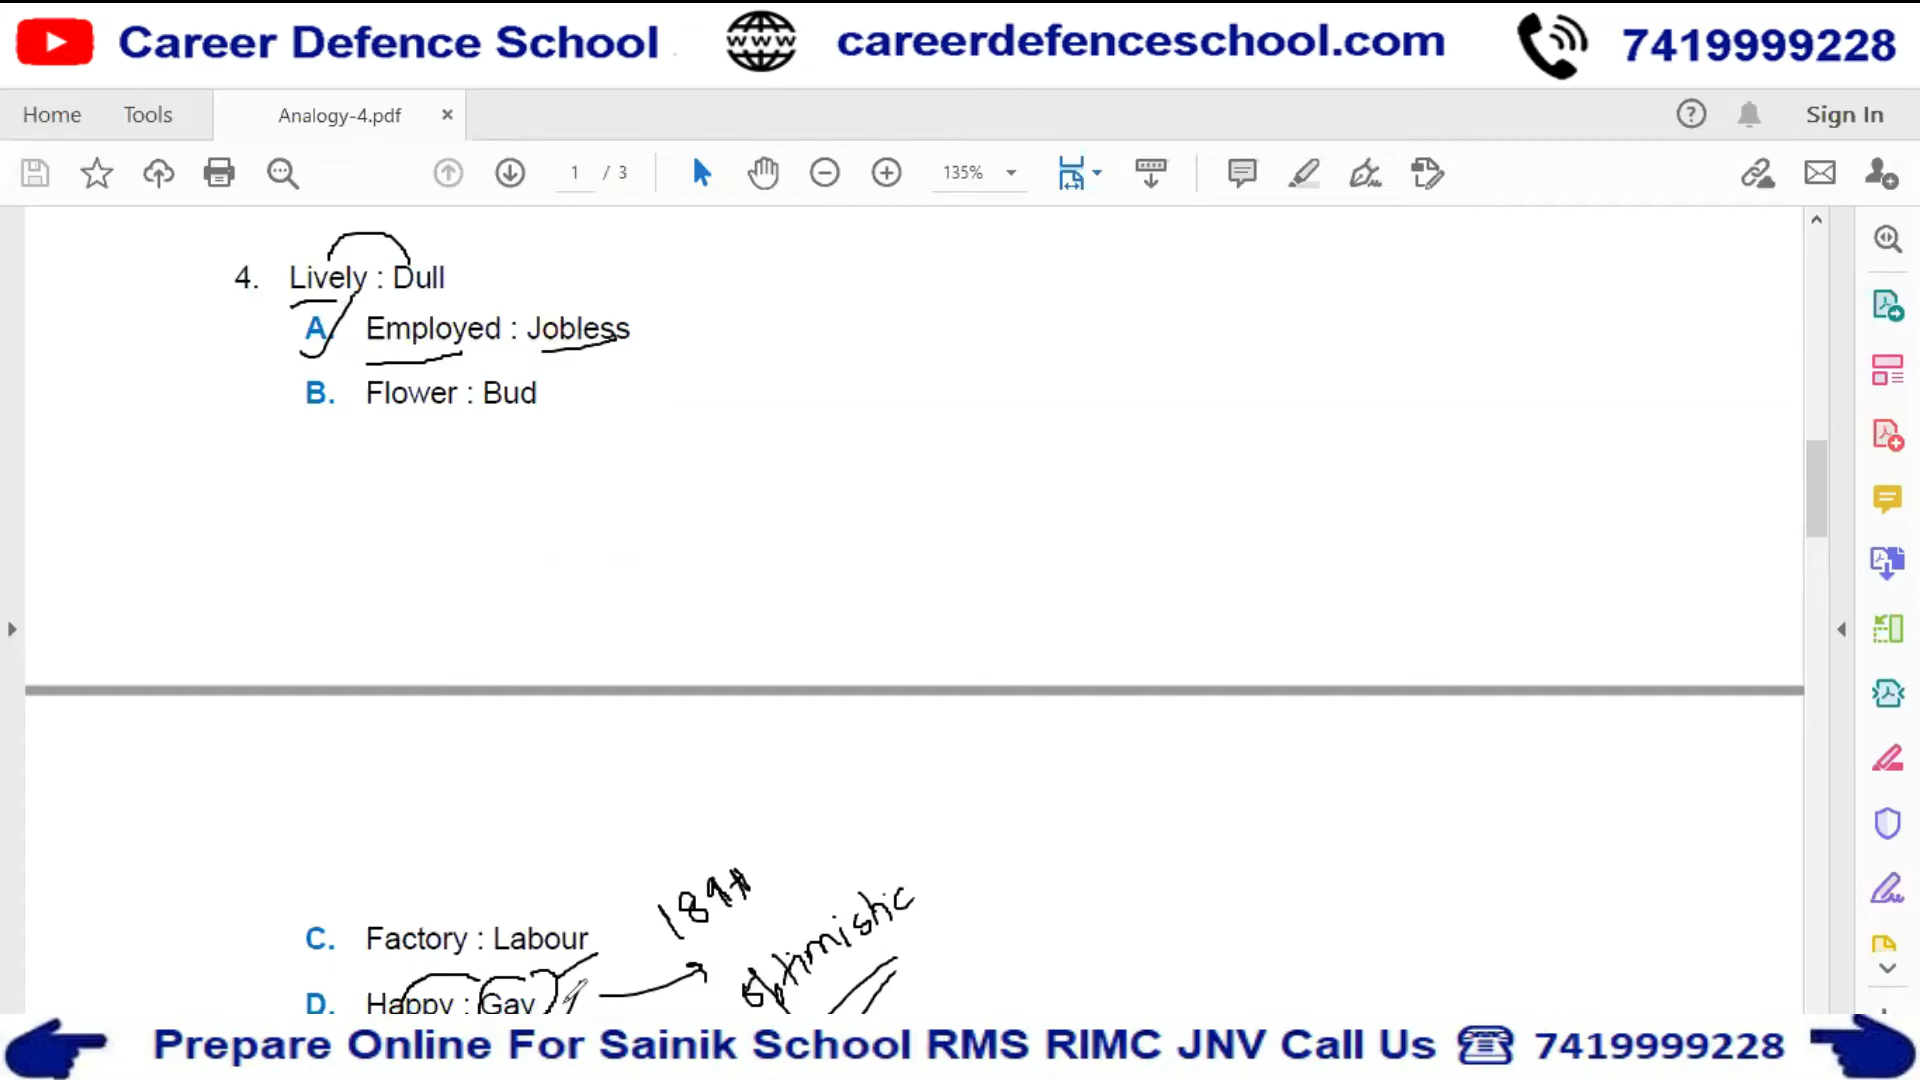 Career Defence School
www
careerdefenceschool.com
7419999228
Home
Tools
Analogy-4.pdf
Sign In
1 / 3
135%
4. Lively : Dull
A. Employed : Jobless
B. Flower : Bud
C. Factory : Labour
D. Happy : Gay
optimistic
Prepare Online For Sainik School RMS RIMC JNV Call Us
7419999228